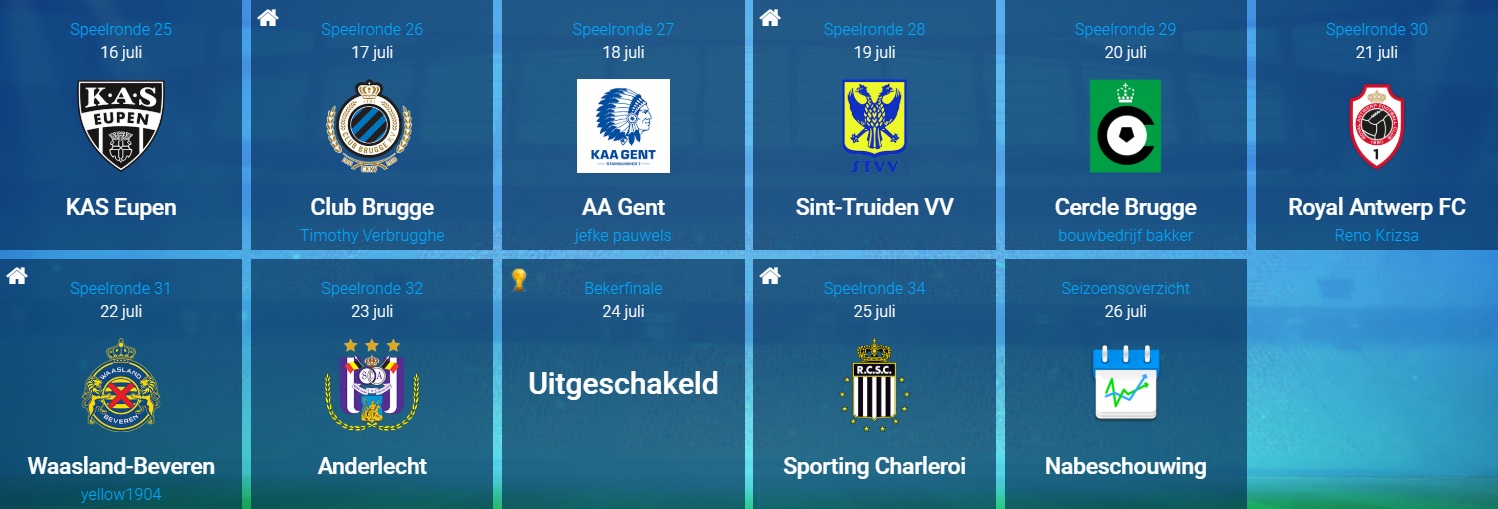 Speelronde 25
16 juli
K·A·S
EUPEN
KAS Eupen
Speelronde 26
17 juli
CLUB BRUGGE K.V.
Club Brugge
Timothy Verbrugghe
Speelronde 27
18 juli
KAA GENT
STAMNUMMER 7
AA Gent
jefke pauwels
Speelronde 28
19 juli
STVV
Sint-Truiden VV
Speelronde 29
20 juli
Cercle Brugge
bouwbedrijf bakker
Speelronde 30
21 juli
1
Royal Antwerp FC
Reno Krizsa
Speelronde 31
22 juli
WAASLAND
BEVEREN
Waasland-Beveren
yellow1904
Speelronde 32
23 juli
Anderlecht
Bekerfinale
24 juli
Uitgeschakeld
Speelronde 34
25 juli
R.C.S.C.
Sporting Charleroi
Seizoensoverzicht
26 juli
Nabeschouwing